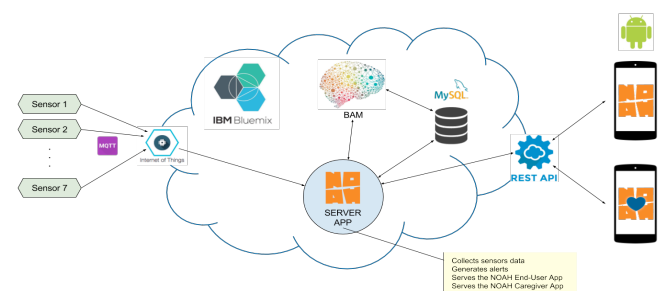 Sensor 1
Sensor 2
.
.
.
Sensor 7
MQTT
Internet of Things
IBM Bluemix
BAM
MySQL
NOAH
SERVER
APP
REST API
NOAH
NOAH
Collects sensors data
Generates alerts
Serves the NOAH End-User App
Serves the NOAH Caregiver App